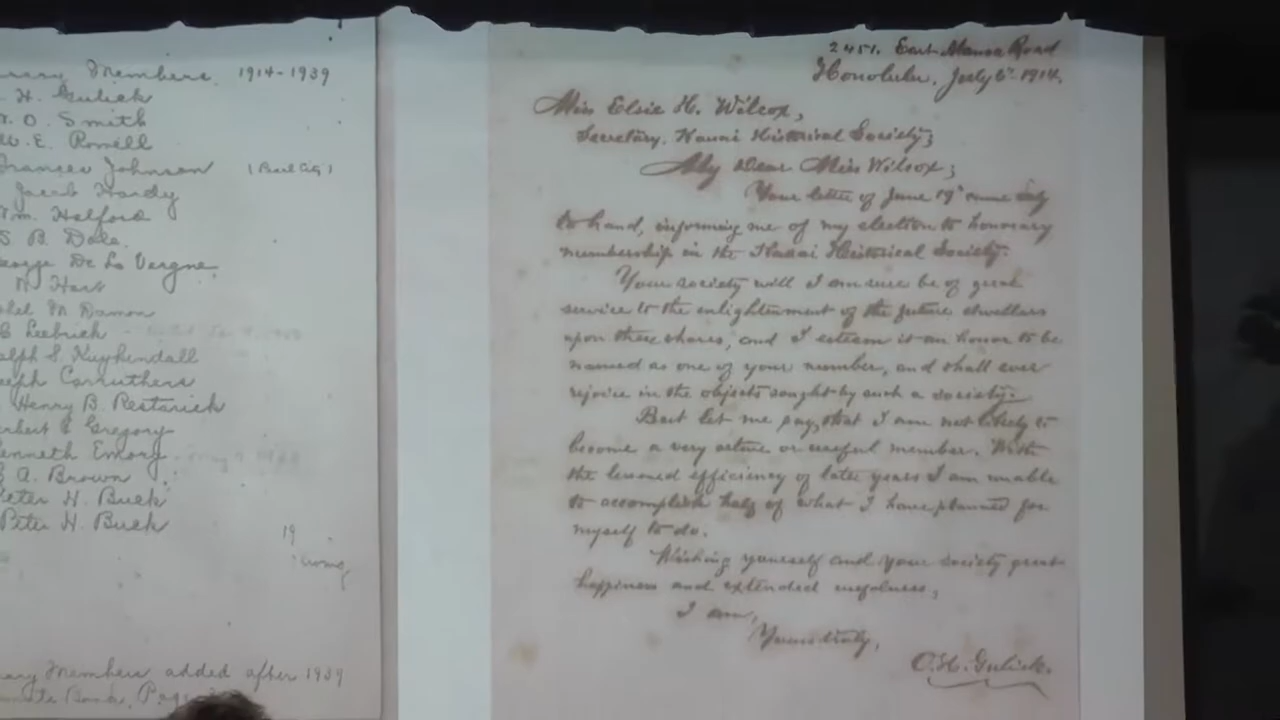 Members 1914-1939
H. Gulick
O. Smith
E. Rowell
Frances Johnson
Jacob Hardy
Wm. Halford
S B. Dole
George De La Vergne
H. Hart
Ethel M Damon
Leebrick
Ralph S Kuykendall
Joseph Carruthers
Henry B. Restarick
Herbert E Gregory
Kenneth Emory
A. Brown
Peter H. Buck
Peter H. Buck
19
Members added after 1939
2451. East Manoa Road
Honolulu, July 6th 1914.
Miss Elsie H. Wilcox,
Secretary, Kauai Historical Society;
My Dear Miss Wilcox;
Your letter of June 19th came
to hand, informing me of my election to honorary
membership in the Kauai Historical Society.
Your society will I am sure be of great
service to the enlightenment of the future dwellers
upon these shores, and I esteem it an honor to be
named as one of your number, and shall ever
rejoice in the objects sought by such a society.
But let me say, that I am not likely to
become a very active or useful member. With
the lessened efficiency of later years I am unable
to accomplish half of what I have planned for
myself to do.
Wishing yourself and your society great
happiness and extended usefulness,
I am,
Yours truly,
O. H. Gulick.